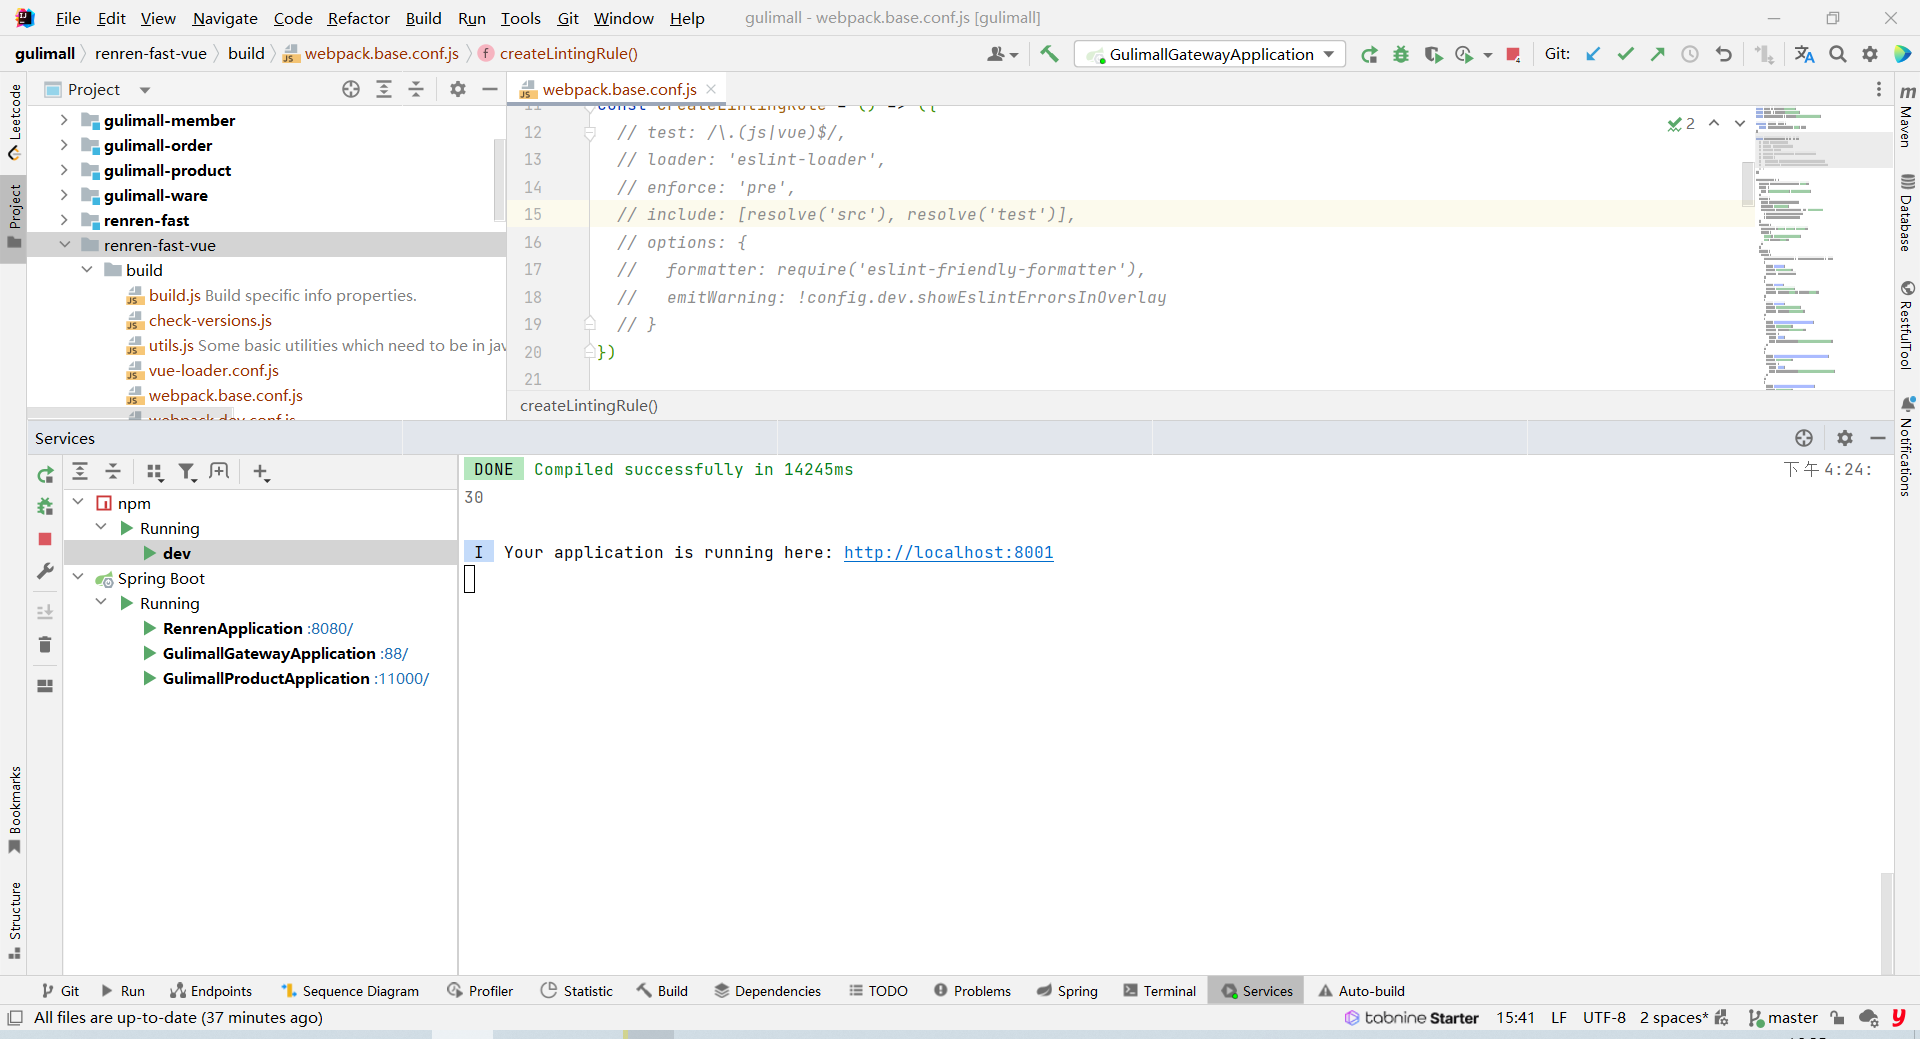 File Edit View Navigate Code Refactor Build Run Tools Git Window Help gulimall - webpack.base.conf.js [gulimall]
gulimall renren-fast-vue build webpack.base.conf.js createLintingRule() GulimallGatewayApplication Git:
Project
webpack.base.conf.js
gulimall-member
gulimall-order
gulimall-product
gulimall-ware
renren-fast
renren-fast-vue
build
build.js Build specific info properties.
check-versions.js
utils.js Some basic utilities which need to be in jav
vue-loader.conf.js
webpack.base.conf.js
webpack.dev.conf.js
11 const createLintingRule = () => ({
12 // test: /\.(js|vue)$/,
13 // loader: 'eslint-loader',
14 // enforce: 'pre',
15 // include: [resolve('src'), resolve('test')],
16 // options: {
17 //   formatter: require('eslint-friendly-formatter'),
18 //   emitWarning: !config.dev.showEslintErrorsInOverlay
19 // }
20 })
21
2
createLintingRule()
Leetcode
Project
Bookmarks
Structure
m
Maven
Database
RestfulTool
Notifications
Services
npm
Running
dev
Spring Boot
Running
RenrenApplication :8080/
GulimallGatewayApplication :88/
GulimallProductApplication :11000/
DONE Compiled successfully in 14245ms 下午4:24:
30
I Your application is running here: http://localhost:8001
Git Run Endpoints Sequence Diagram Profiler Statistic Build Dependencies TODO Problems Spring Terminal Services Auto-build
All files are up-to-date (37 minutes ago) tabnine Starter 15:41 LF UTF-8 2 spaces* master